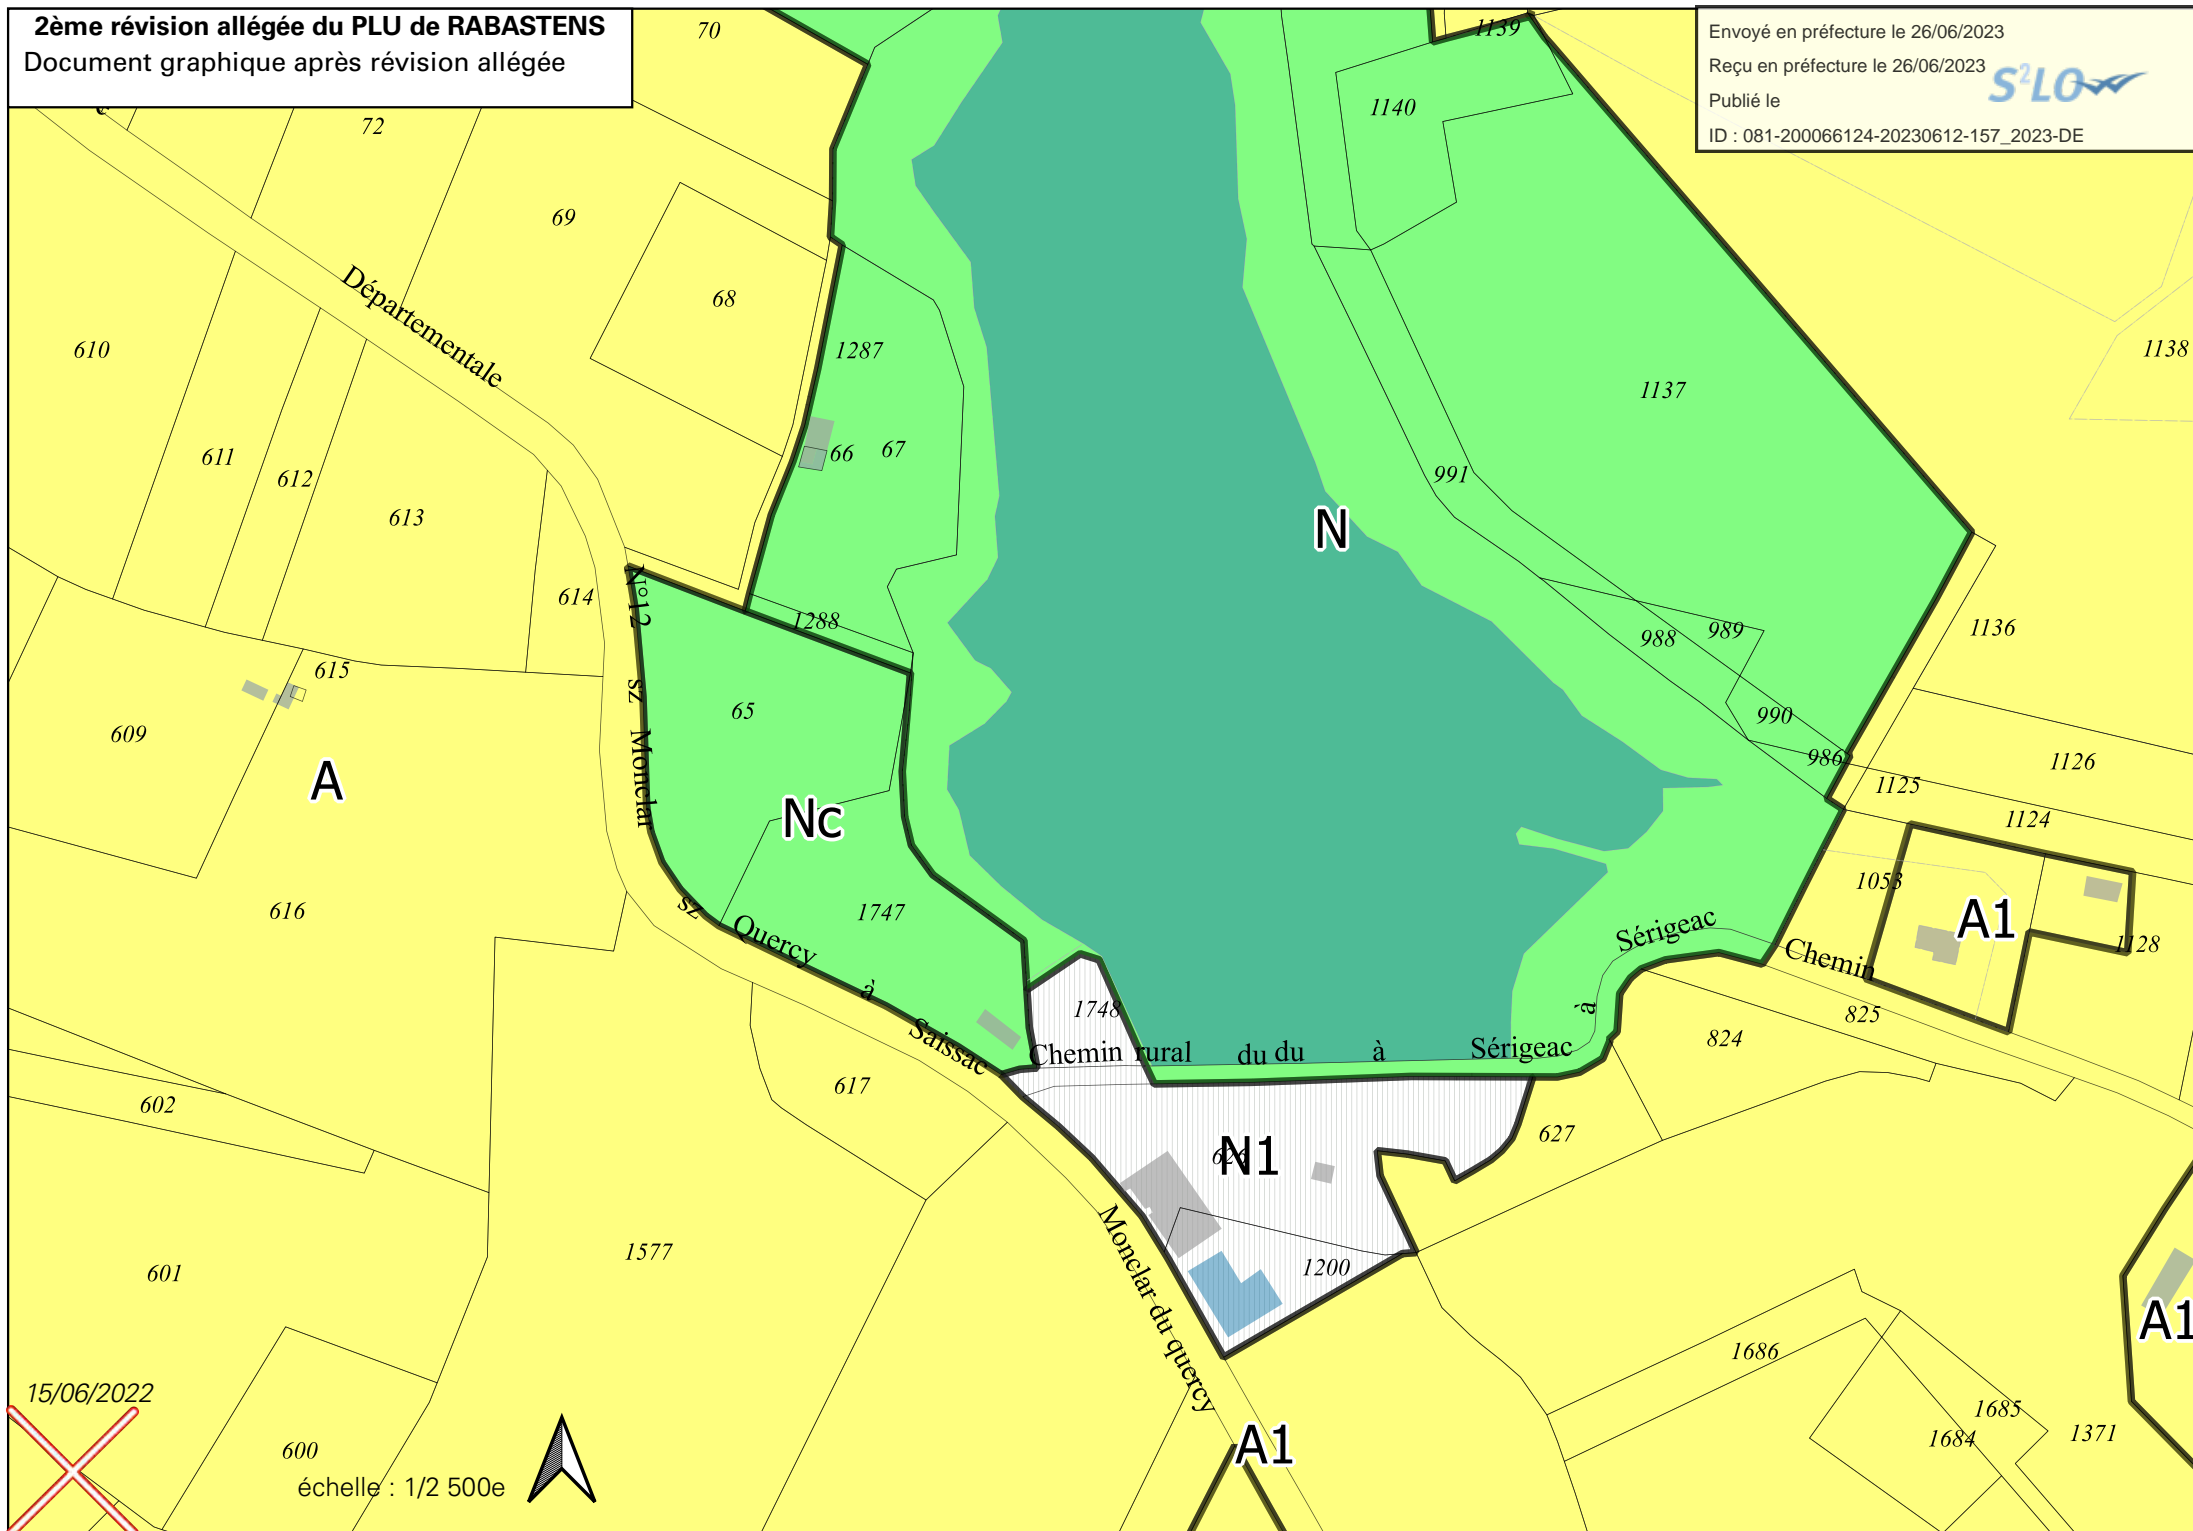 2ème révision allégée du PLU de RABASTENS
Document graphique après révision allégée
Envoyé en préfecture le 26/06/2023
Reçu en préfecture le 26/06/2023
S²LO
Publié le
ID : 081-200066124-20230612-157_2023-DE
70
1139
72
1140
69
68
610
Départementale
1287
1138
1137
611
612
613
66
67
991
N
614
N°12
1288
988
989
1136
615
sz
65
609
Monclar
990
986
1126
1125
A
Nc
1124
1053
616
sz
Quercy
1747
Sérigeac
A1
Chemin
1128
à
Saissac
1748
à
825
824
Chemin rural du du à Sérigeac
617
602
627
N1
1577
601
Monclar du quercy
1200
A1
1686
15/06/2022
1685
1684
1371
600
A1
échelle : 1/2 500e